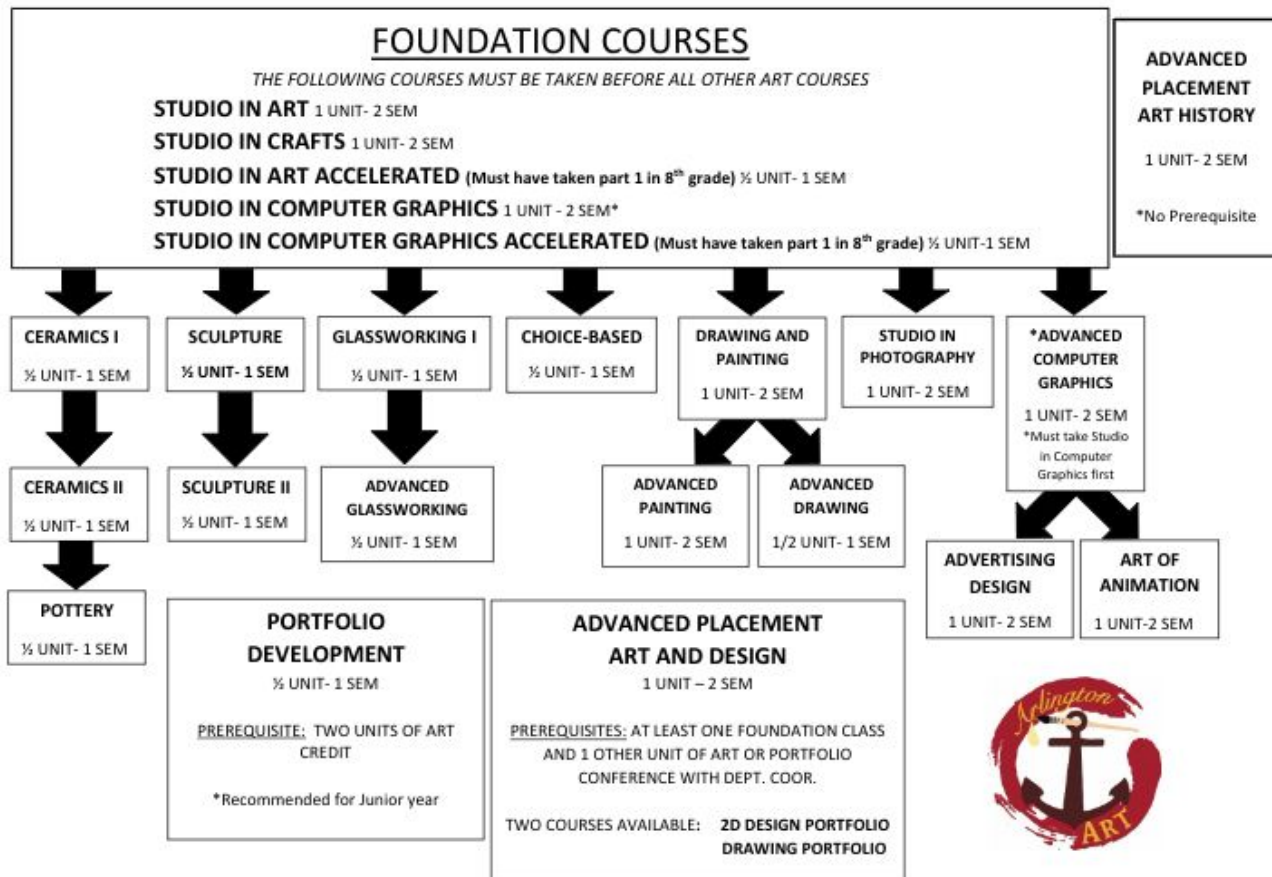 FOUNDATION COURSES
THE FOLLOWING COURSES MUST BE TAKEN BEFORE ALL OTHER ART COURSES
STUDIO IN ART 1 UNIT- 2 SEM
STUDIO IN CRAFTS 1 UNIT- 2 SEM
STUDIO IN ART ACCELERATED (Must have taken part 1 in 8th grade) ½ UNIT- 1 SEM
STUDIO IN COMPUTER GRAPHICS 1 UNIT - 2 SEM*
STUDIO IN COMPUTER GRAPHICS ACCELERATED (Must have taken part 1 in 8th grade) ½ UNIT-1 SEM
ADVANCED
PLACEMENT
ART HISTORY
1 UNIT- 2 SEM
*No Prerequisite
CERAMICS I
½ UNIT- 1 SEM
SCULPTURE
½ UNIT- 1 SEM
GLASSWORKING I
½ UNIT- 1 SEM
CHOICE-BASED
½ UNIT- 1 SEM
DRAWING AND
PAINTING
1 UNIT- 2 SEM
STUDIO IN
PHOTOGRAPHY
1 UNIT- 2 SEM
*ADVANCED
COMPUTER
GRAPHICS
1 UNIT- 2 SEM
*Must take Studio
in Computer
Graphics first
CERAMICS II
½ UNIT- 1 SEM
SCULPTURE II
½ UNIT- 1 SEM
ADVANCED
GLASSWORKING
½ UNIT- 1 SEM
ADVANCED
PAINTING
1 UNIT- 2 SEM
ADVANCED
DRAWING
1/2 UNIT- 1 SEM
ADVERTISING
DESIGN
1 UNIT- 2 SEM
ART OF
ANIMATION
1 UNIT-2 SEM
POTTERY
½ UNIT- 1 SEM
PORTFOLIO
DEVELOPMENT
½ UNIT- 1 SEM
PREREQUISITE: TWO UNITS OF ART
CREDIT
*Recommended for Junior year
ADVANCED PLACEMENT
ART AND DESIGN
1 UNIT – 2 SEM
PREREQUISITES: AT LEAST ONE FOUNDATION CLASS
AND 1 OTHER UNIT OF ART OR PORTFOLIO
CONFERENCE WITH DEPT. COOR.
TWO COURSES AVAILABLE: 2D DESIGN PORTFOLIO
DRAWING PORTFOLIO
Arlington
ART